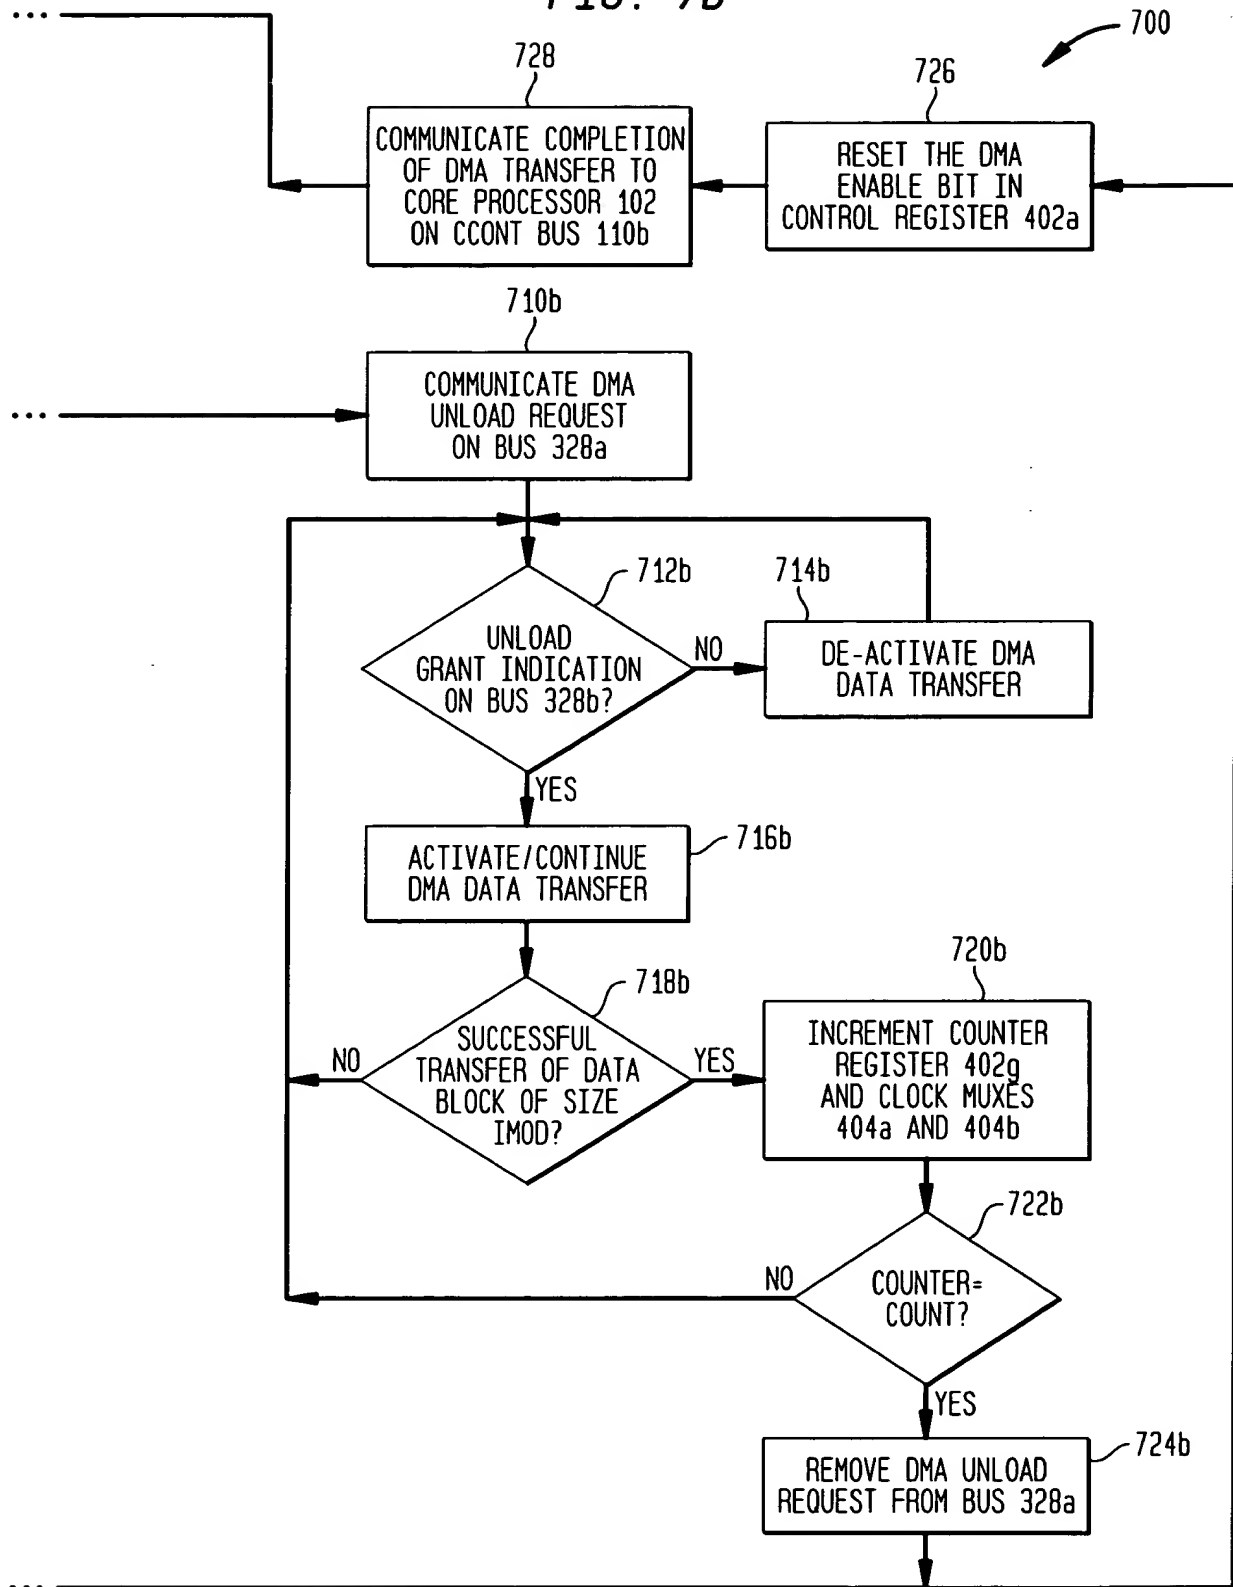 FIG. 7b
...
700
728
726
COMMUNICATE COMPLETION
OF DMA TRANSFER TO
CORE PROCESSOR 102
ON CCONT BUS 110b
RESET THE DMA
ENABLE BIT IN
CONTROL REGISTER 402a
710b
...
COMMUNICATE DMA
UNLOAD REQUEST
ON BUS 328a
712b
714b
UNLOAD
GRANT INDICATION
ON BUS 328b?
NO
DE-ACTIVATE DMA
DATA TRANSFER
YES
716b
ACTIVATE/CONTINUE
DMA DATA TRANSFER
718b
720b
SUCCESSFUL
TRANSFER OF DATA
BLOCK OF SIZE
IMOD?
NO
YES
INCREMENT COUNTER
REGISTER 402g
AND CLOCK MUXES
404a AND 404b
722b
COUNTER=
COUNT?
NO
YES
724b
REMOVE DMA UNLOAD
REQUEST FROM BUS 328a
...